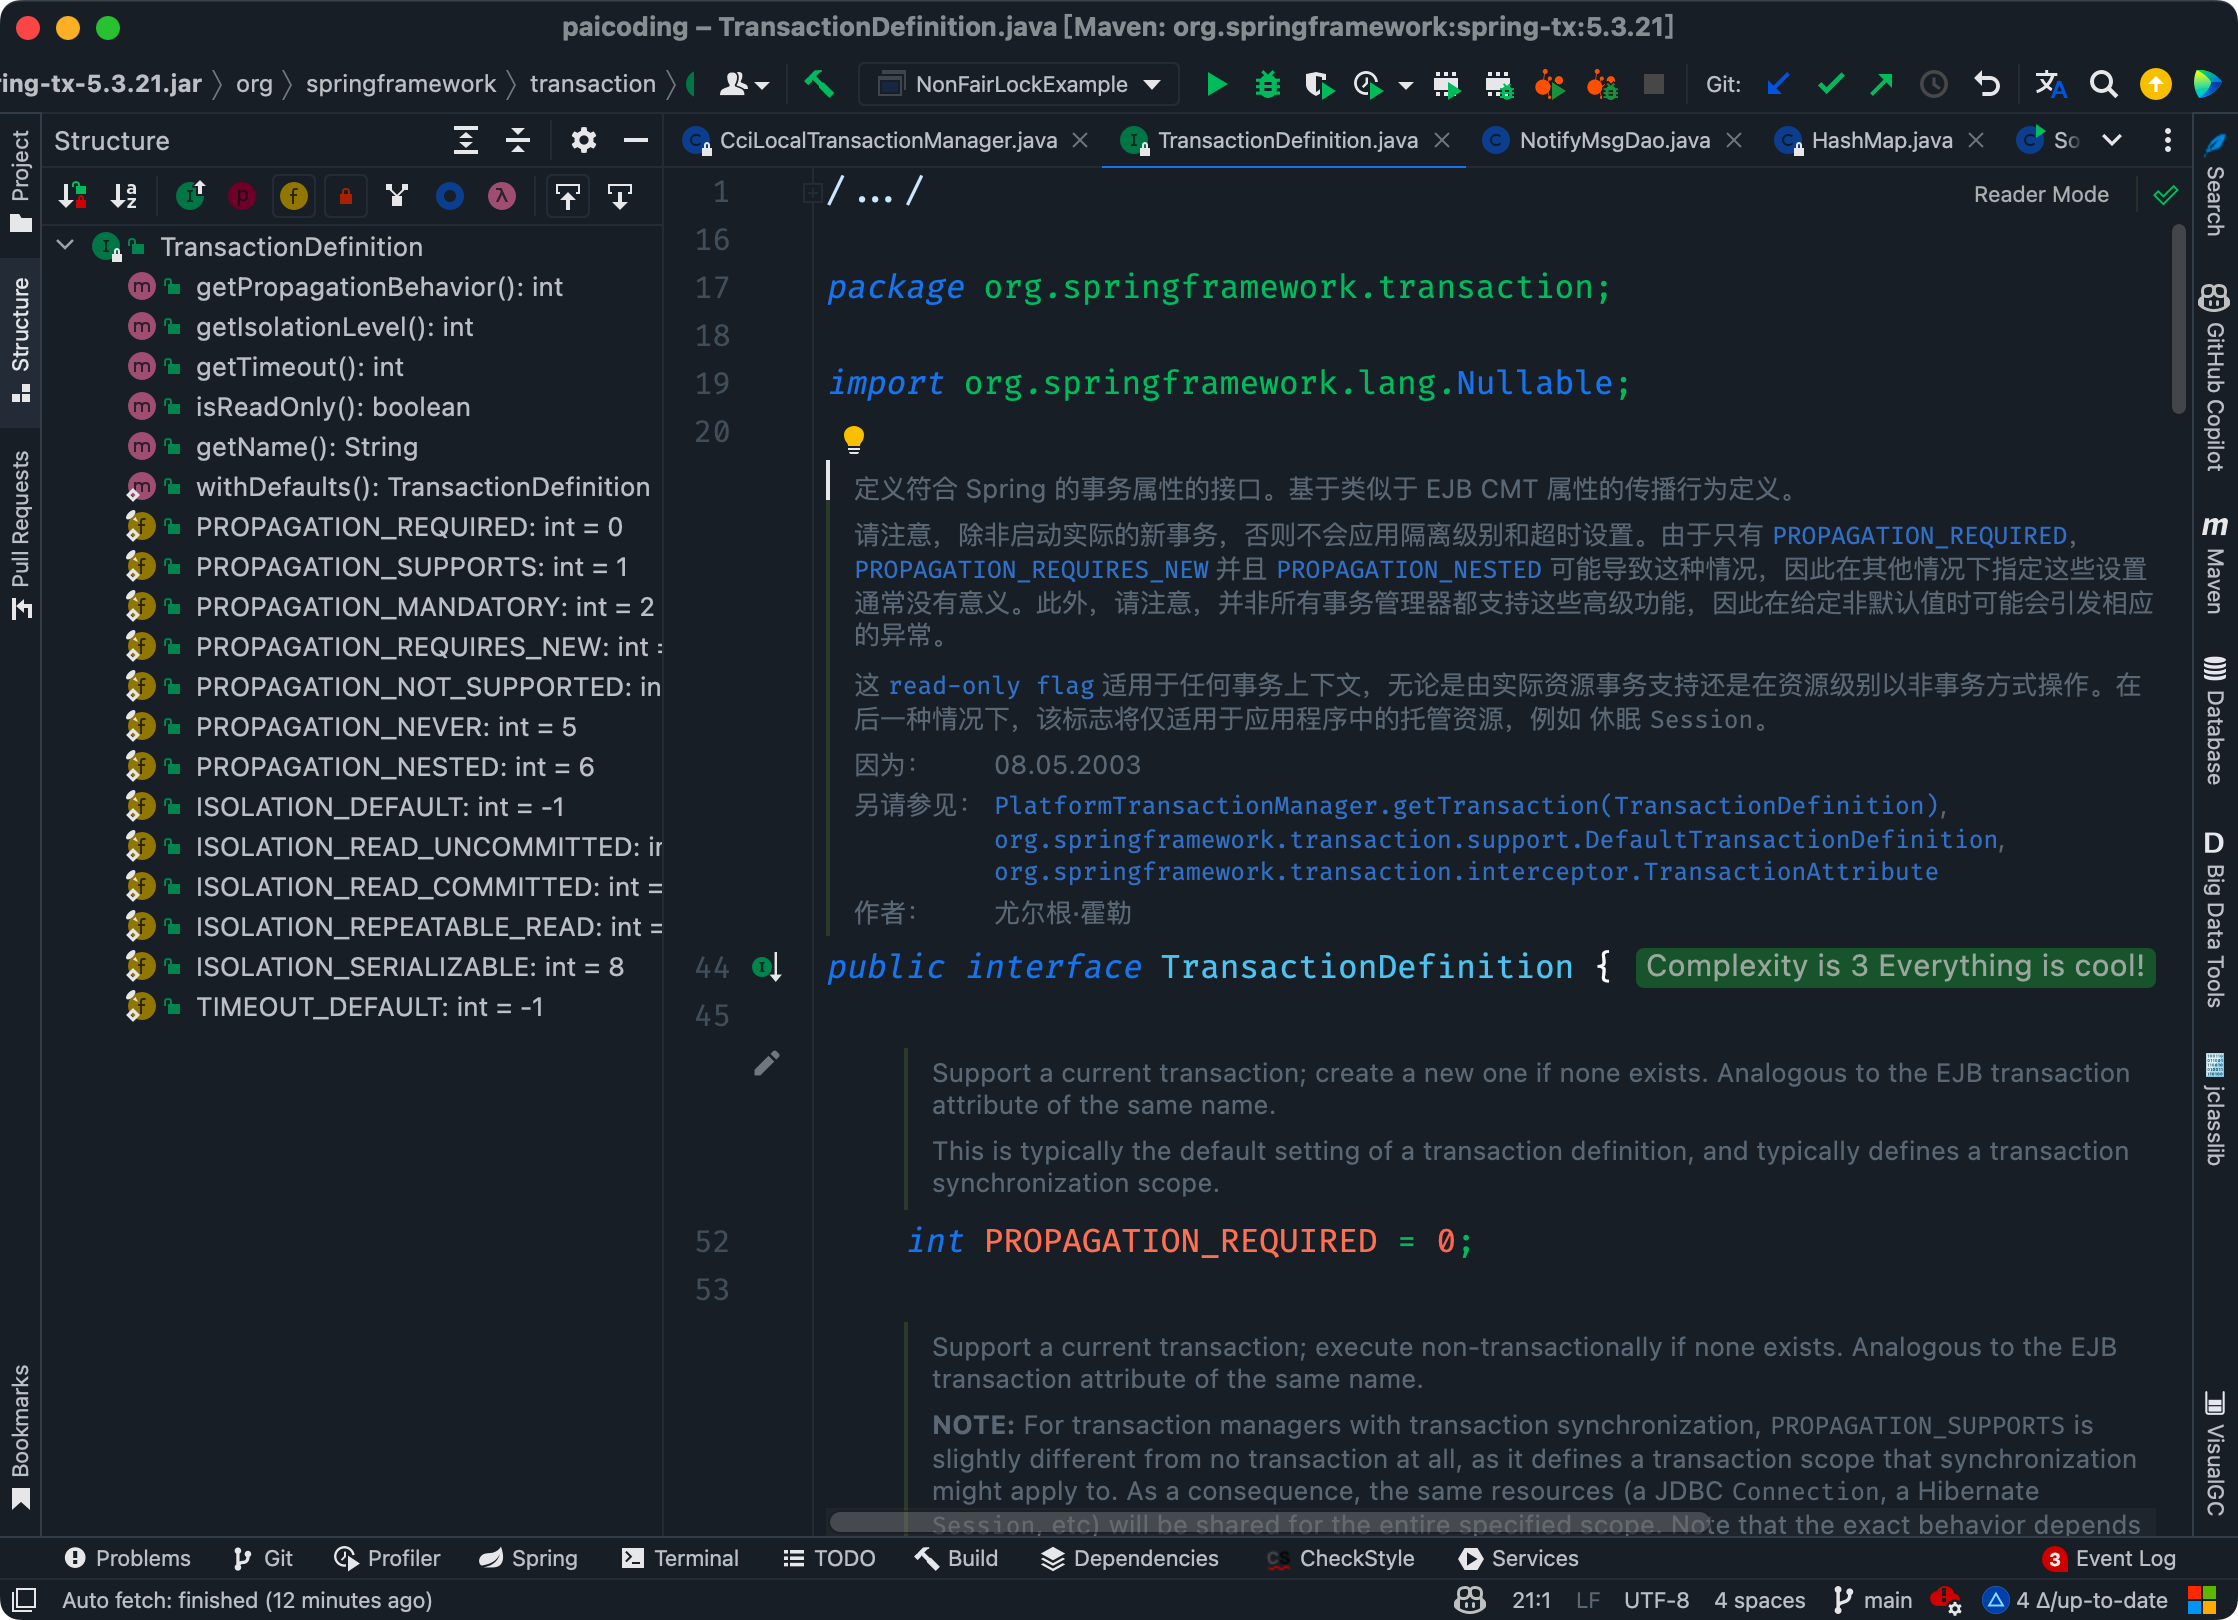 paicoding – TransactionDefinition.java [Maven: org.springframework:spring-tx:5.3.21]
ring-tx-5.3.21.jar
org
springframework
transaction
NonFairLockExample
Git:
Structure
CciLocalTransactionManager.java
TransactionDefinition.java
NotifyMsgDao.java
HashMap.java
So
Project
Structure
Pull Requests
Bookmarks
TransactionDefinition
getPropagationBehavior(): int
getIsolationLevel(): int
getTimeout(): int
isReadOnly(): boolean
getName(): String
withDefaults(): TransactionDefinition
PROPAGATION_REQUIRED: int = 0
PROPAGATION_SUPPORTS: int = 1
PROPAGATION_MANDATORY: int = 2
PROPAGATION_REQUIRES_NEW: int =
PROPAGATION_NOT_SUPPORTED: in
PROPAGATION_NEVER: int = 5
PROPAGATION_NESTED: int = 6
ISOLATION_DEFAULT: int = -1
ISOLATION_READ_UNCOMMITTED: in
ISOLATION_READ_COMMITTED: int =
ISOLATION_REPEATABLE_READ: int =
ISOLATION_SERIALIZABLE: int = 8
TIMEOUT_DEFAULT: int = -1
Reader Mode
1 /.../
16
17 package org.springframework.transaction;
18
19 import org.springframework.lang.Nullable;
20
定义符合 Spring 的事务属性的接口。基于类似于 EJB CMT 属性的传播行为定义。
请注意，除非启动实际的新事务，否则不会应用隔离级别和超时设置。由于只有 PROPAGATION_REQUIRED，
PROPAGATION_REQUIRES_NEW 并且 PROPAGATION_NESTED 可能导致这种情况，因此在其他情况下指定这些设置
通常没有意义。此外，请注意，并非所有事务管理器都支持这些高级功能，因此在给定非默认值时可能会引发相应
的异常。
这 read-only flag 适用于任何事务上下文，无论是由实际资源事务支持还是在资源级别以非事务方式操作。在
后一种情况下，该标志将仅适用于应用程序中的托管资源，例如 休眠 Session。
因为： 08.05.2003
另请参见： PlatformTransactionManager.getTransaction(TransactionDefinition),
org.springframework.transaction.support.DefaultTransactionDefinition,
org.springframework.transaction.interceptor.TransactionAttribute
作者： 尤尔根·霍勒
44 public interface TransactionDefinition { Complexity is 3 Everything is cool!
45
Support a current transaction; create a new one if none exists. Analogous to the EJB transaction
attribute of the same name.
This is typically the default setting of a transaction definition, and typically defines a transaction
synchronization scope.
52 int PROPAGATION_REQUIRED = 0;
53
Support a current transaction; execute non-transactionally if none exists. Analogous to the EJB
transaction attribute of the same name.
NOTE: For transaction managers with transaction synchronization, PROPAGATION_SUPPORTS is
slightly different from no transaction at all, as it defines a transaction scope that synchronization
might apply to. As a consequence, the same resources (a JDBC Connection, a Hibernate
Session, etc) will be shared for the entire specified scope. Note that the exact behavior depends
Search
GitHub Copilot
m Maven
Database
D Big Data Tools
jclasslib
VisualGC
Problems
Git
Profiler
Spring
Terminal
TODO
Build
Dependencies
CheckStyle
Services
3 Event Log
Auto fetch: finished (12 minutes ago)
21:1
LF
UTF-8
4 spaces
main
4 Δ/up-to-date